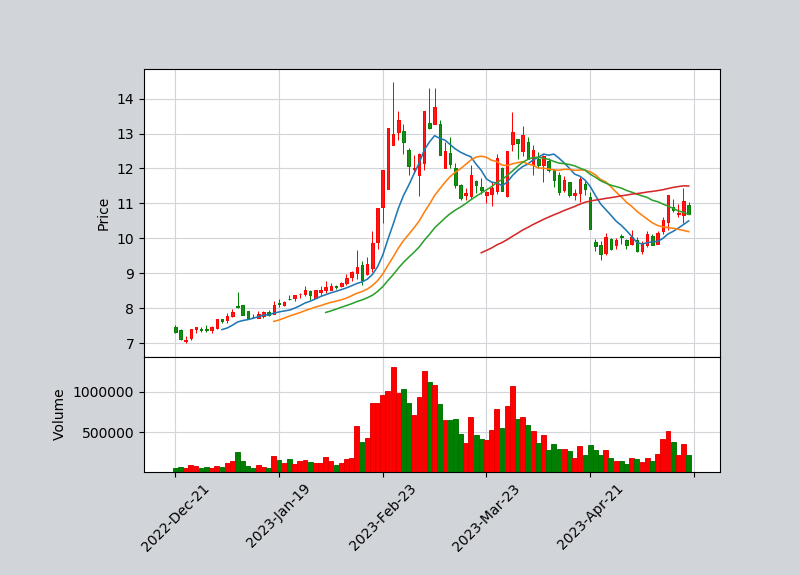 14
13
12
11
10
9
8
7
Price
1000000
500000
Volume
2022-Dec-21
2023-Jan-19
2023-Feb-23
2023-Mar-23
2023-Apr-21